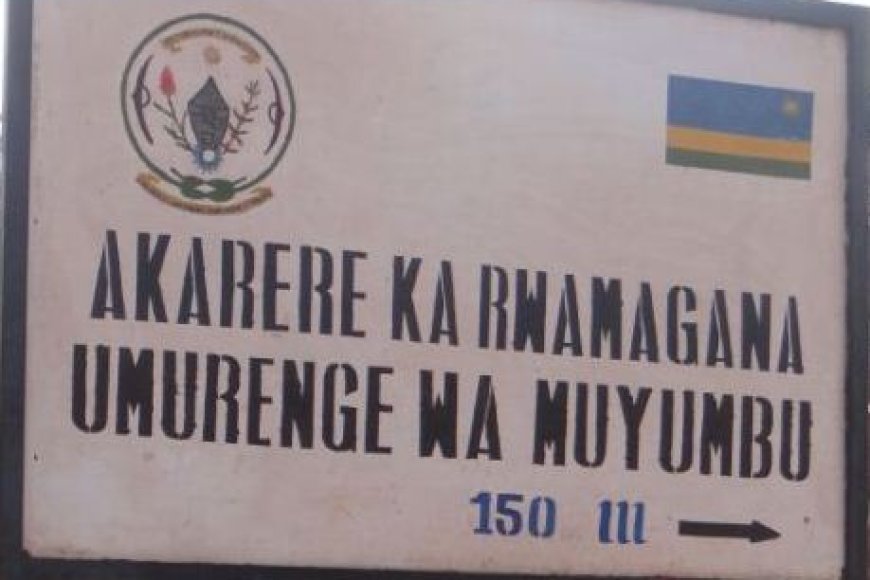 AKARERE KA RWAMAGANA
UMURENGE WA MUYUMBU
150 m